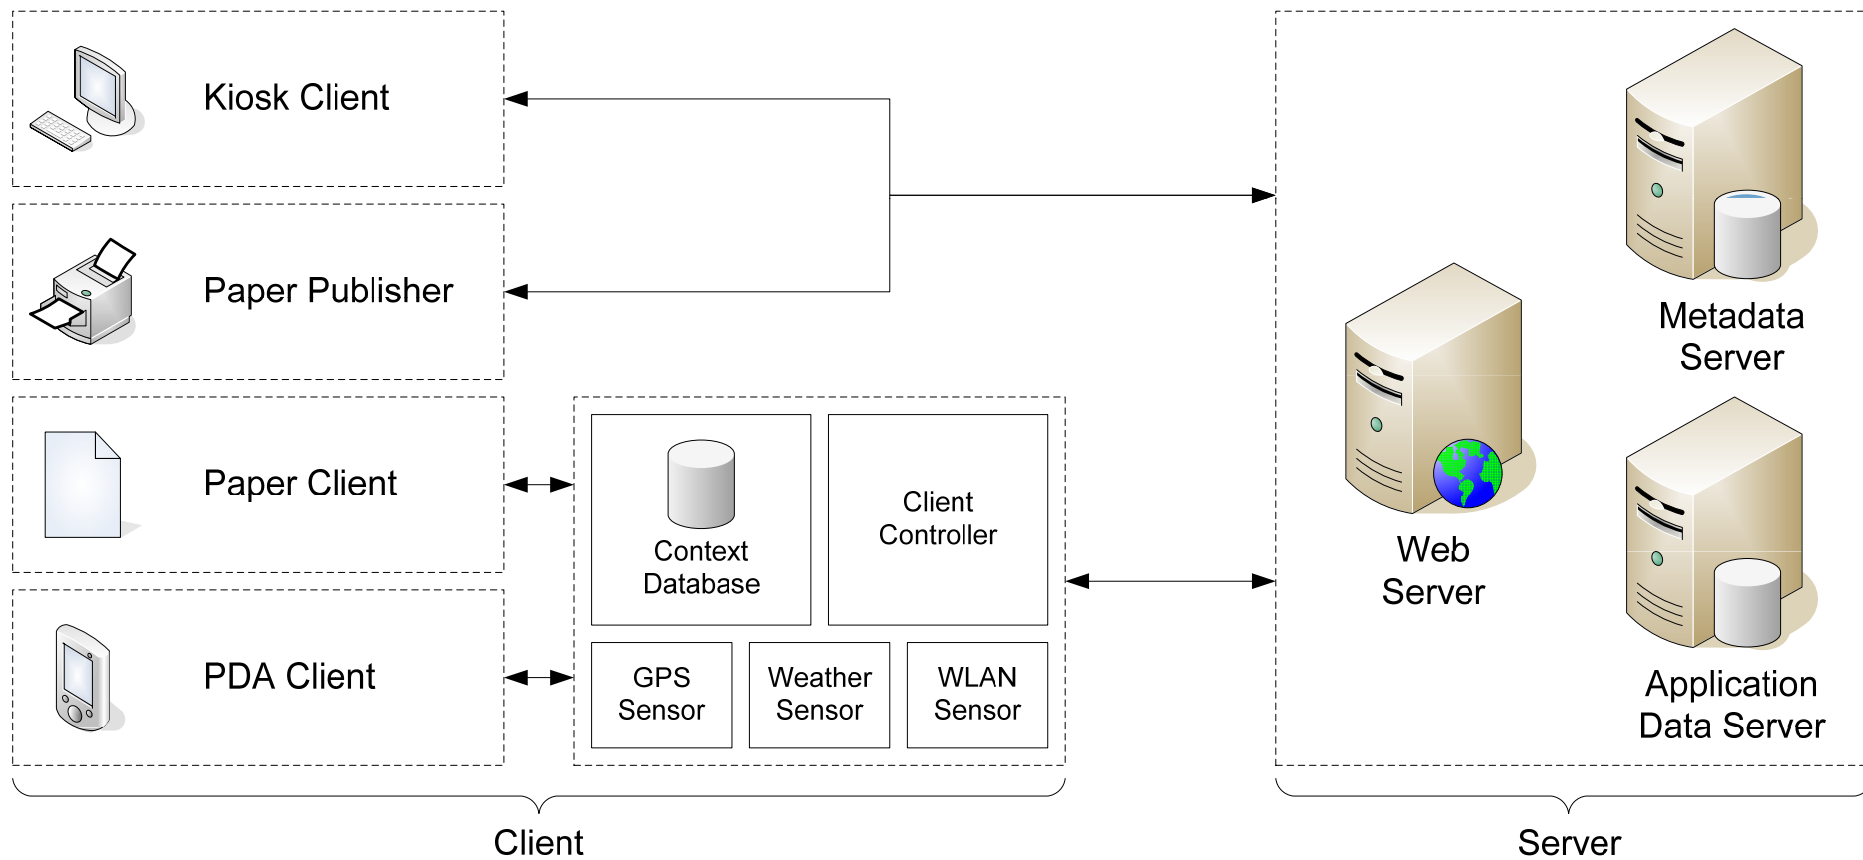 Kiosk Client
Paper Publisher
Paper Client
PDA Client
Context
Database
Client
Controller
GPS
Sensor
Weather
Sensor
WLAN
Sensor
Client
Web
Server
Metadata
Server
Application
Data Server
Server